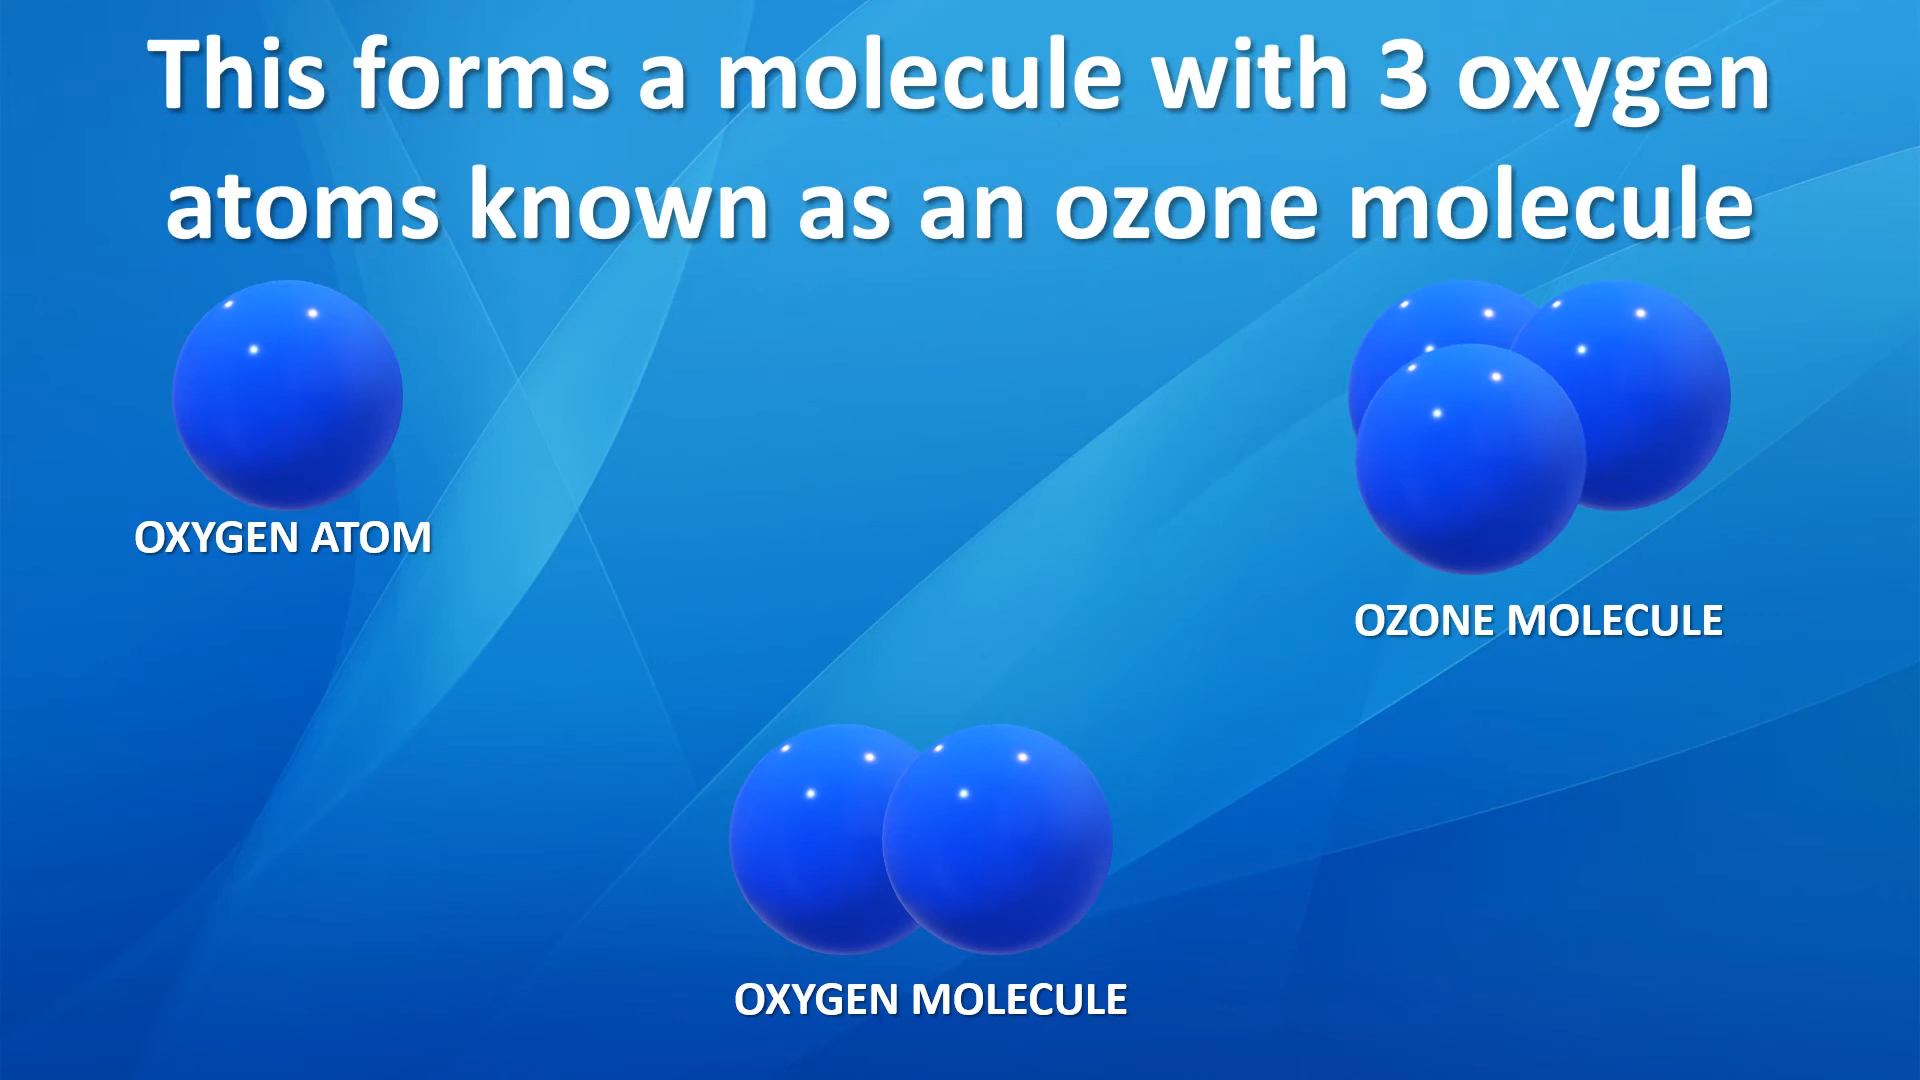 This forms a molecule with 3 oxygen
atoms known as an ozone molecule
OXYGEN ATOM
OZONE MOLECULE
OXYGEN MOLECULE